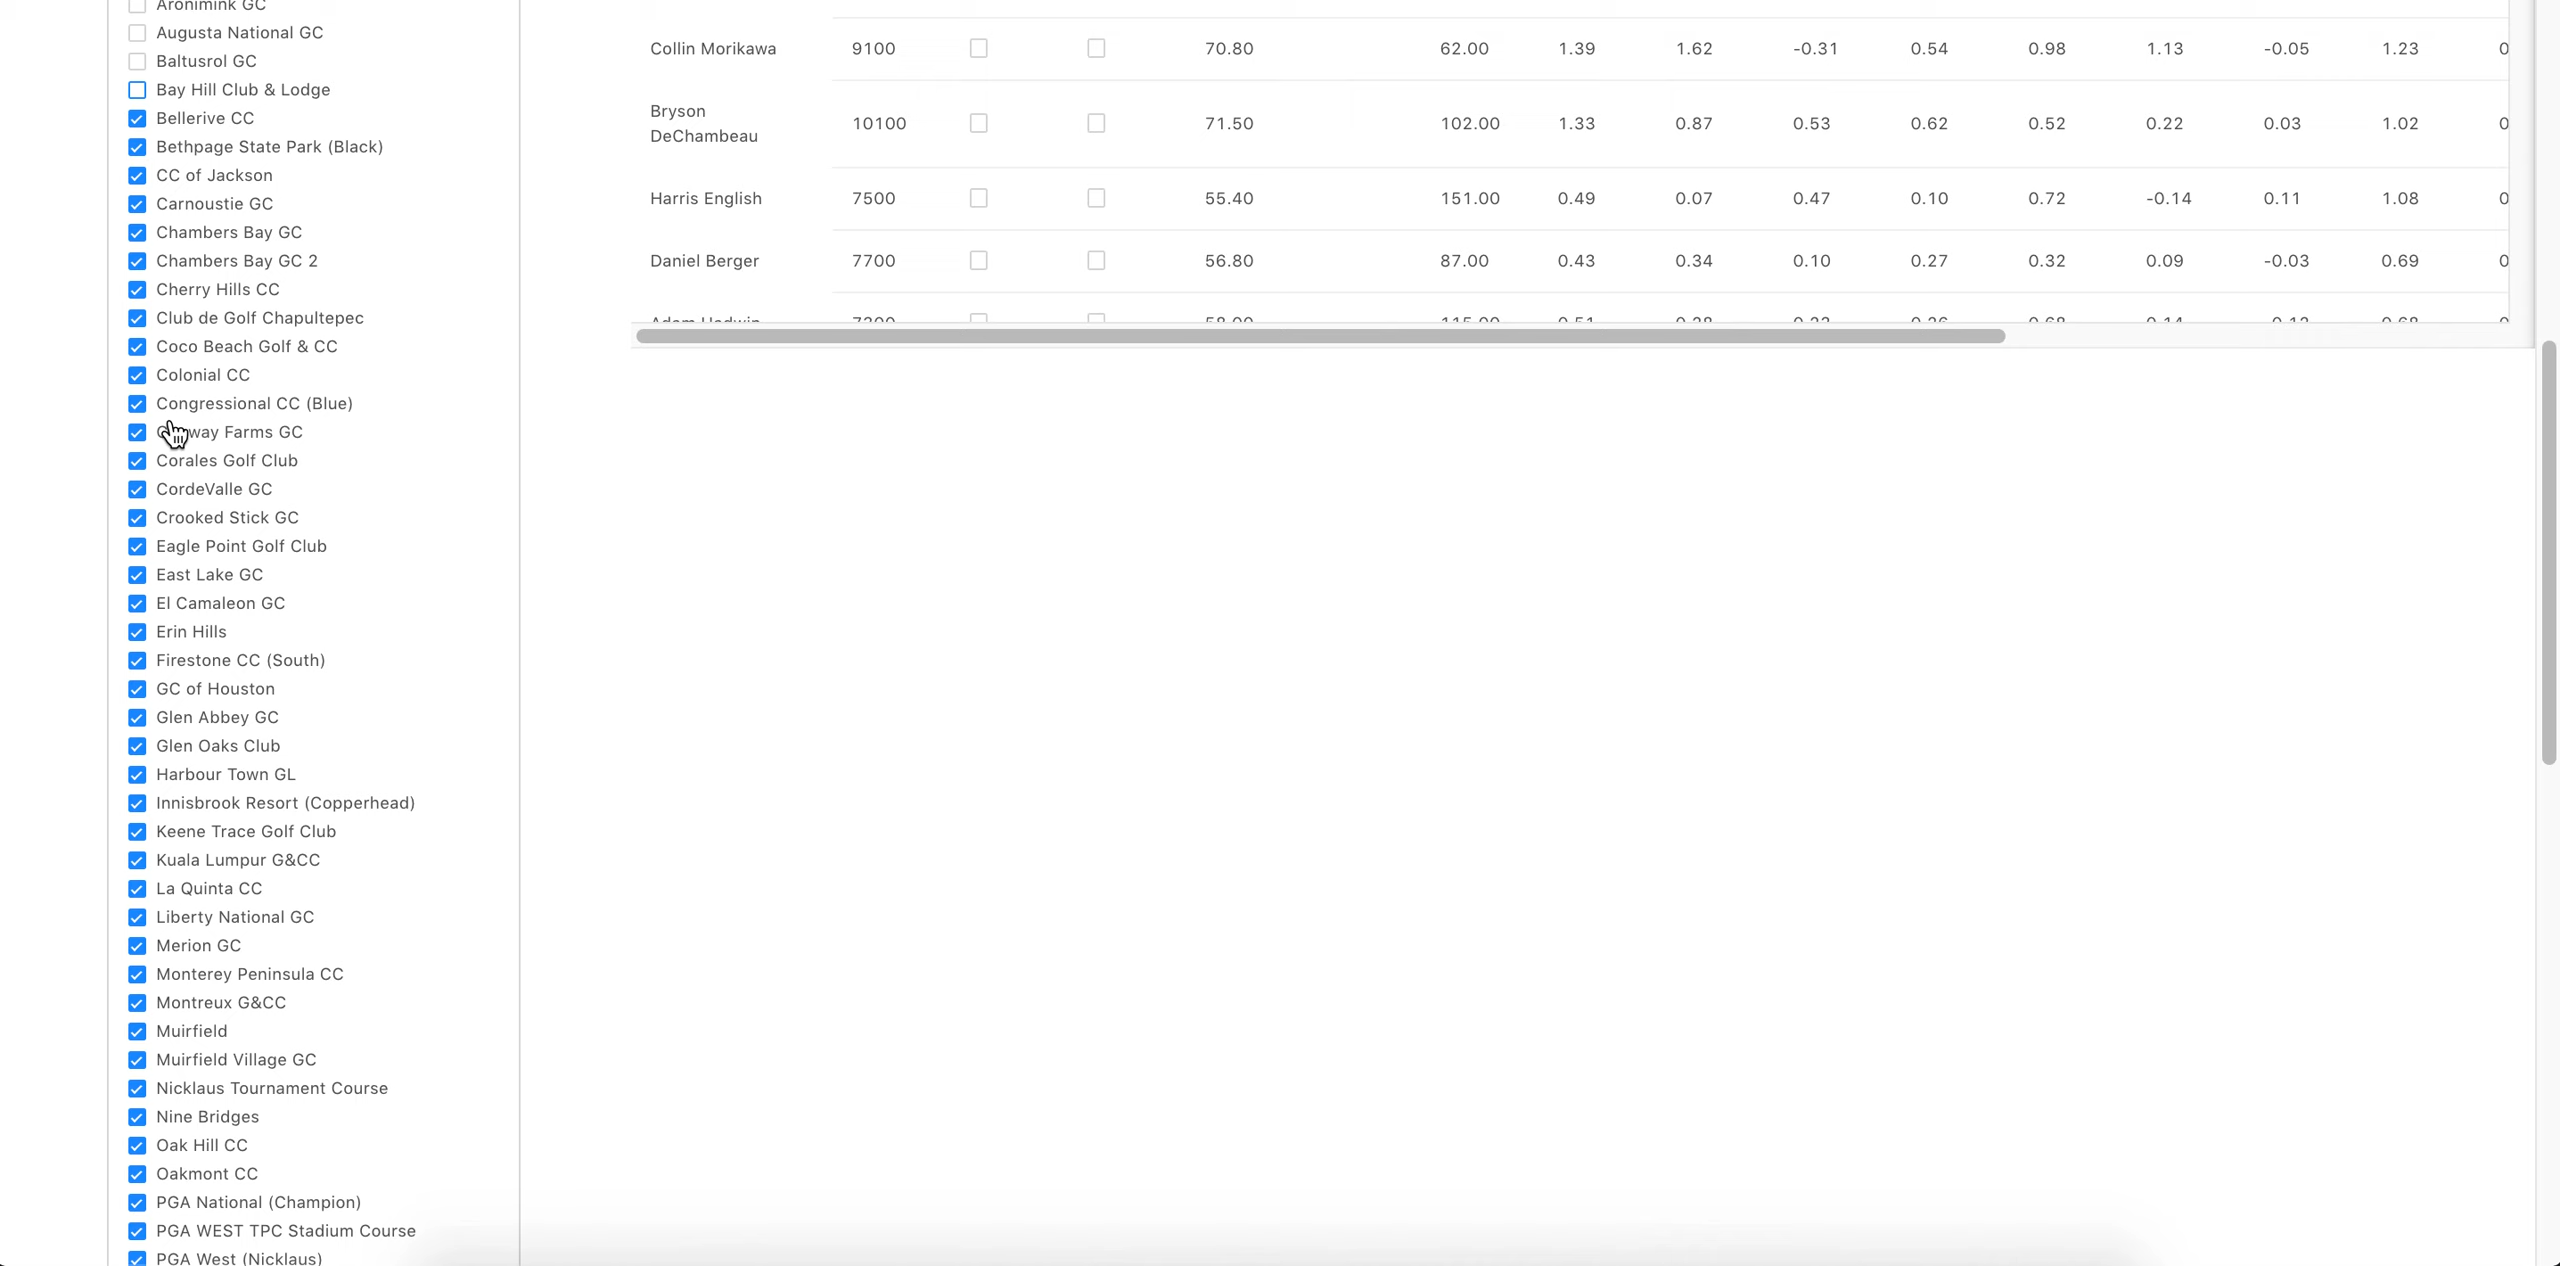 Aronimink GC
Augusta National GC
Baltusrol GC
Bay Hill Club & Lodge
Bellerive CC
Bethpage State Park (Black)
CC of Jackson
Carnoustie GC
Chambers Bay GC
Chambers Bay GC 2
Cherry Hills CC
Club de Golf Chapultepec
Coco Beach Golf & CC
Colonial CC
Congressional CC (Blue)
Farms GC
Corales Golf Club
CordeValle GC
Crooked Stick GC
Eagle Point Golf Club
East Lake GC
El Camaleon GC
Erin Hills
Firestone CC (South)
GC of Houston
Glen Abbey GC
Glen Oaks Club
Harbour Town GL
Innisbrook Resort (Copperhead)
Keene Trace Golf Club
Kuala Lumpur G&CC
La Quinta CC
Liberty National GC
Merion GC
Monterey Peninsula CC
Montreux G&CC
Muirfield
Muirfield Village GC
Nicklaus Tournament Course
Nine Bridges
Oak Hill CC
Oakmont CC
PGA National (Champion)
PGA WEST TPC Stadium Course
PGA West (Nicklaus)
Collin Morikawa 9100 70.80 62.00 1.39 1.62 -0.31 0.54 0.98 1.13 -0.05 1.23
Bryson
DeChambeau 10100 71.50 102.00 1.33 0.87 0.53 0.62 0.52 0.22 0.03 1.02
Harris English 7500 55.40 151.00 0.49 0.07 0.47 0.10 0.72 -0.14 0.11 1.08
Daniel Berger 7700 56.80 87.00 0.43 0.34 0.10 0.27 0.32 0.09 -0.03 0.69